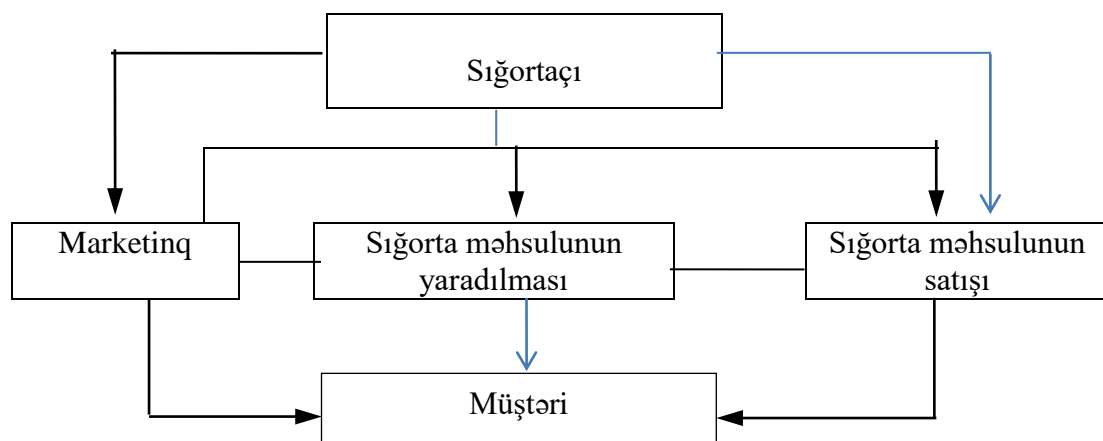 Sığortaçı
Marketinq
Sığorta məhsulunun
yaradılması
Sığorta məhsulunun
satışı
Müştəri